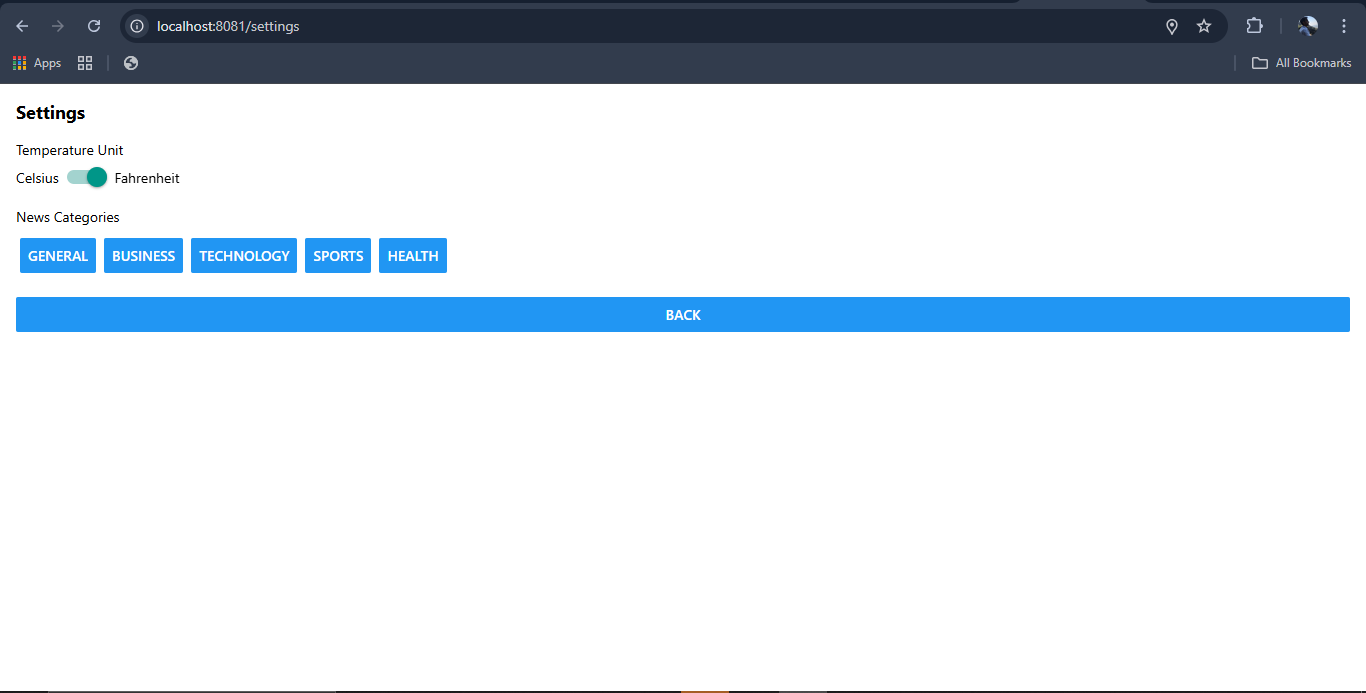 localhost:8081/settings
Apps
All Bookmarks
Settings
Temperature Unit
Celsius Fahrenheit
News Categories
GENERAL BUSINESS TECHNOLOGY SPORTS HEALTH
BACK